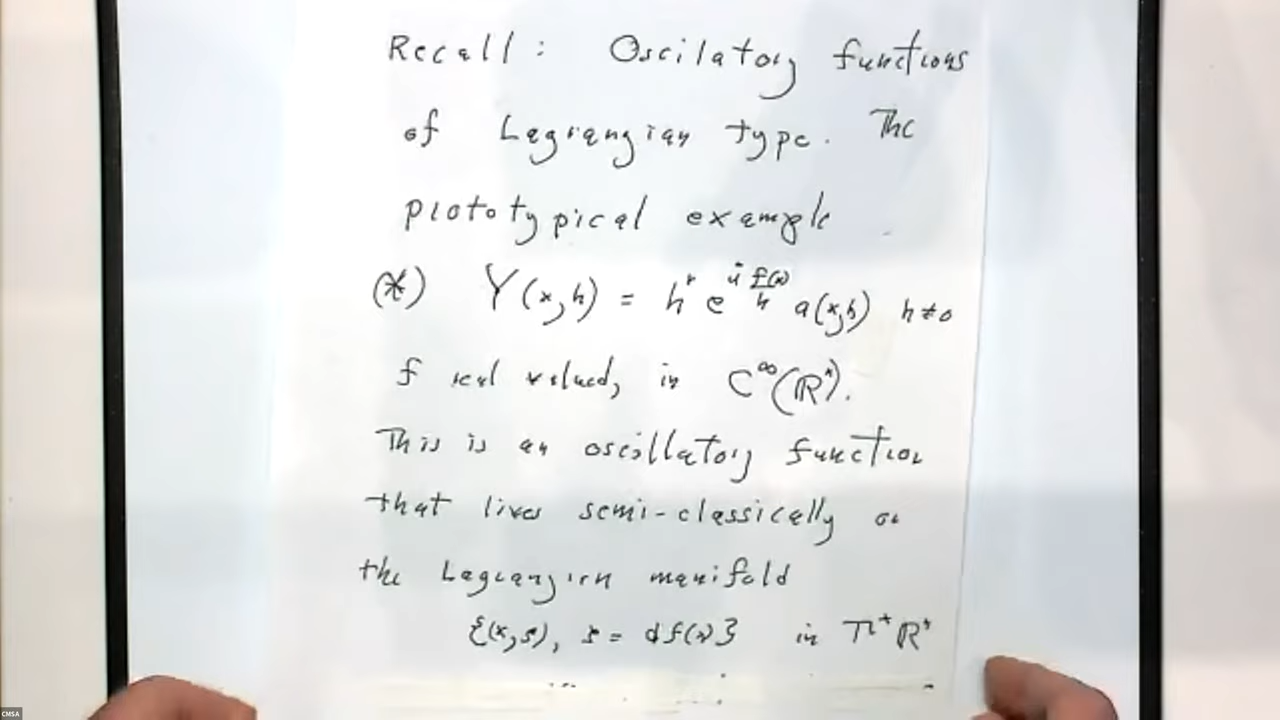 Recall : Oscilatory functions
of Lagrangian type. The
prototypical example
(*) Y(x,h) = h^r e^{i f(x)/h} a(x,h) h≠0
f real valued, in C^∞(ℝ^n).
This is an oscillatory function
that lives semi-classically on
the Lagrangian manifold
{(x,ξ), ξ = df(x)} in T*ℝ^n
CMSA